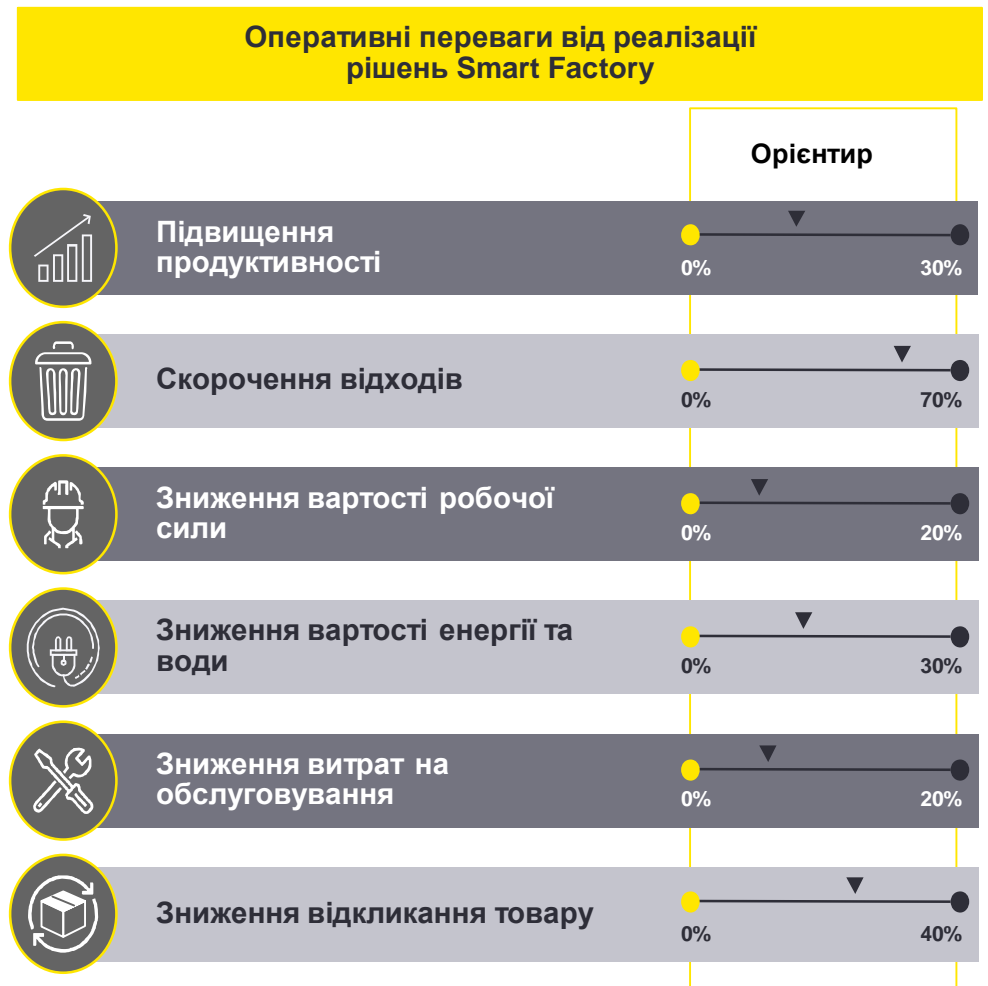 Оперативні переваги від реалізації
рішень Smart Factory
Орієнтир
Підвищення
продуктивності
0%
30%
Скорочення відходів
0%
70%
Зниження вартості робочої
сили
0%
20%
Зниження вартості енергії та
води
0%
30%
Зниження витрат на
обслуговування
0%
20%
Зниження відкликання товару
0%
40%